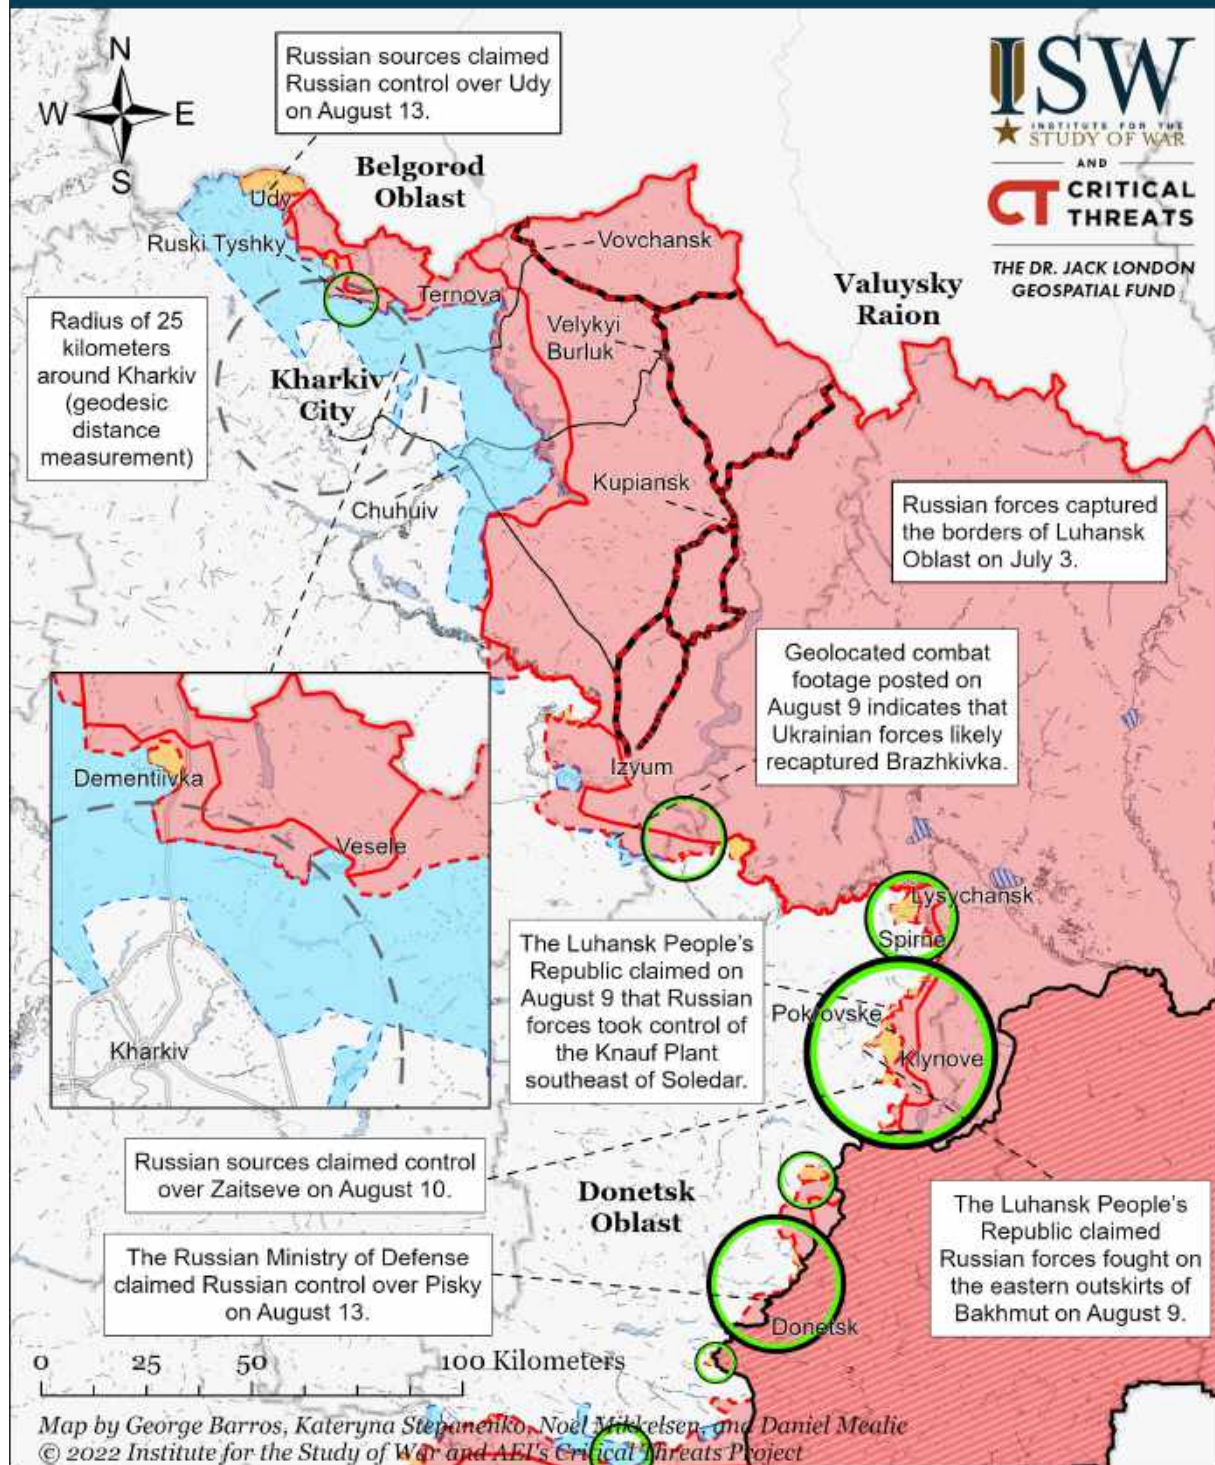 N
W E
S
Russian sources claimed
Russian control over Udy
on August 13.
ISW
INSTITUTE FOR THE
STUDY OF WAR
AND
CT CRITICAL
THREATS
THE DR. JACK LONDON
GEOSPATIAL FUND
Belgorod
Oblast
Udy
Ruski Tyshky
Vovchansk
Ternova
Valuysky
Raion
Velykyi
Burluk
Radius of 25
kilometers
around Kharkiv
(geodesic
distance
measurement)
Kharkiv
City
Kupiansk
Chuhuiv
Russian forces captured
the borders of Luhansk
Oblast on July 3.
Geolocated combat
footage posted on
August 9 indicates that
Ukrainian forces likely
recaptured Brazhkivka.
Izyum
Dementiivka
Vesele
Kharkiv
Lysychansk
Spirne
The Luhansk People's
Republic claimed on
August 9 that Russian
forces took control of
the Knauf Plant
southeast of Soledar.
Pokrovske
Klynove
Russian sources claimed control
over Zaitseve on August 10.
Donetsk
Oblast
The Luhansk People's
Republic claimed
Russian forces fought on
the eastern outskirts of
Bakhmut on August 9.
The Russian Ministry of Defense
claimed Russian control over Pisky
on August 13.
Donetsk
0 25 50 100 Kilometers
Map by George Barros, Kateryna Stepanenko, Noel Mikkelsen, and Daniel Mealie
© 2022 Institute for the Study of War and AEI's Critical Threats Project